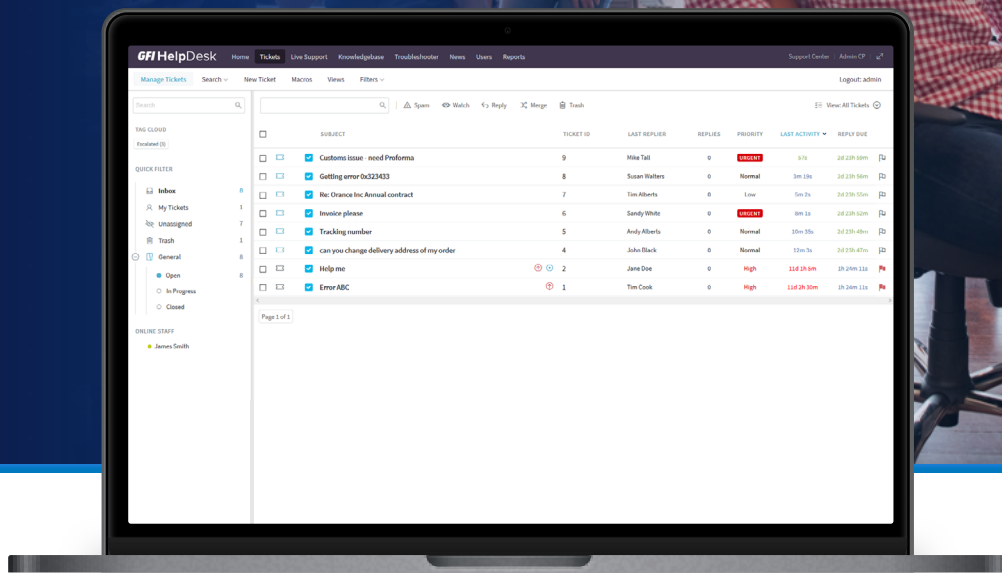 GFI HelpDesk Home Tickets Live Support Knowledgebase Troubleshooter News Users Reports Support Center Admin CP
Manage Tickets Search New Ticket Macros Views Filters Logout: admin
Search Spam Watch Reply Merge Trash View: All Tickets
TAG CLOUD
Escalated (3)
SUBJECT TICKET ID LAST REPLIER REPLIES PRIORITY LAST ACTIVITY REPLY DUE
QUICK FILTER
Customs issue - need Proforma 9 Mike Tall 0 URGENT 57s 2d 23h 59m
Getting error 0x323433 8 Susan Walters 0 Normal 3m 19s 2d 23h 56m
Re: Orance Inc Annual contract 7 Tim Alberts 0 Low 5m 2s 2d 23h 55m
Invoice please 6 Sandy White 0 URGENT 8m 1s 2d 23h 52m
Tracking number 5 Andy Alberts 0 Normal 10m 39s 2d 23h 49m
can you change delivery address of my order 4 John Black 0 Normal 12m 3s 2d 23h 47m
Help me 2 Jane Doe 0 High 11d 1h 5m 1h 24m 11s
Error ABC 1 Tim Cook 0 High 11d 2h 30m 1h 24m 11s
Inbox 8
My Tickets 1
Unassigned 7
Trash 1
General 8
Open 8
In Progress
Closed
ONLINE STAFF
James Smith
Page 1 of 1